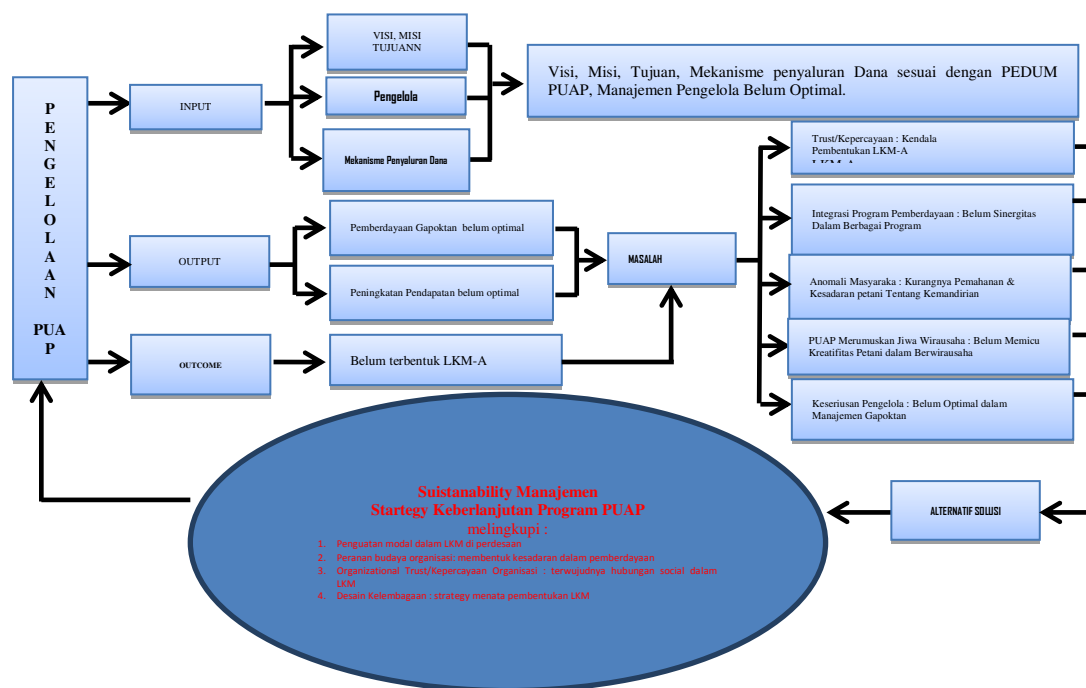 P
E
N
G
E
L
O
L
A
A
N
PUA
P
INPUT
VISI, MISI
TUJUANN
Pengelola
Mekanisme Penyaluran Dana
Visi, Misi, Tujuan, Mekanisme penyaluran Dana sesuai dengan PEDUM
PUAP, Manajemen Pengelola Belum Optimal.
OUTPUT
Pemberdayaan Gapoktan belum optimal
Peningkatan Pendapatan belum optimal
OUTCOME
Belum terbentuk LKM-A
MASALAH
Trust/Kepercayaan : Kendala
Pembentukan LKM-A
LKM-A
Integrasi Program Pemberdayaan : Belum Sinergitas
Dalam Berbagai Program
Anomali Masyaraka : Kurangnya Pemahanan &
Kesadaran petani Tentang Kemandirian
PUAP Merumuskan Jiwa Wirausaha : Belum Memicu
Kreatifitas Petani dalam Berwirausaha
Keseriusan Pengelola : Belum Optimal dalam
Manajemen Gapoktan
ALTERNATIF SOLUSI
Suistanability Manajemen
Startegy Keberlanjutan Program PUAP
melingkupi :
1. Penguatan modal dalam LKM di perdesaan
2. Peranan budaya organisasi: membentuk kesadaran dalam pemberdayaan
3. Organizational Trust/Kepercayaan Organisasi : terwujudnya hubungan social dalam
LKM
4. Desain Kelembagaan ; strategy menata pembentukan LKM